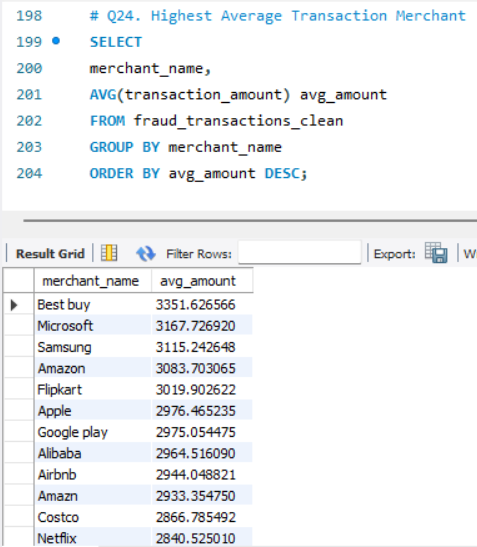 198 # Q24. Highest Average Transaction Merchant
199 SELECT
200 merchant_name,
201 AVG(transaction_amount) avg_amount
202 FROM fraud_transactions_clean
203 GROUP BY merchant_name
204 ORDER BY avg_amount DESC;
Result Grid Filter Rows: Export: W
merchant_name avg_amount
Best buy 3351.626566
Microsoft 3167.726920
Samsung 3115.242648
Amazon 3083.703065
Flipkart 3019.902622
Apple 2976.465235
Google play 2975.054475
Alibaba 2964.516090
Airbnb 2944.048821
Amazn 2933.354750
Costco 2866.785492
Netflix 2840.525010